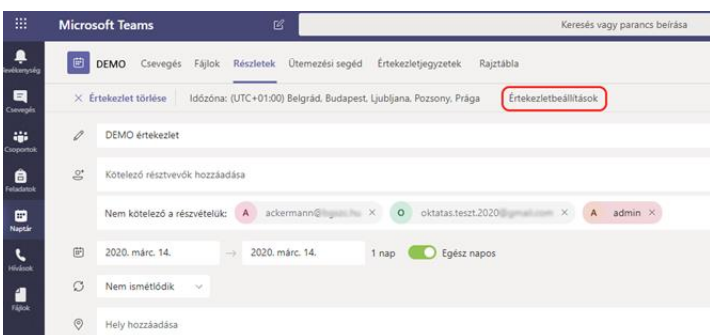 Microsoft Teams
Keresés vagy parancs beírása
DEMO Csevegés Fájlok Részletek Ütemezési segéd Értekezletjegyzetek Rajztábla
Értekezlet törlése Időzóna: (UTC+01:00) Belgrád, Budapest, Ljubljana, Pozsony, Prága Értekezletbeállítások
Tevékenység
Csevegés
Csoportok
Feladatok
Naptár
Hívások
Fájlok
DEMO értekezlet
Kötelező résztvevők hozzáadása
Nem kötelező a részvételük: A ackermann@ O oktatas.teszt.2020@ A admin
2020. márc. 14. → 2020. márc. 14. 1 nap Egész napos
Nem ismétlődik
Hely hozzáadása